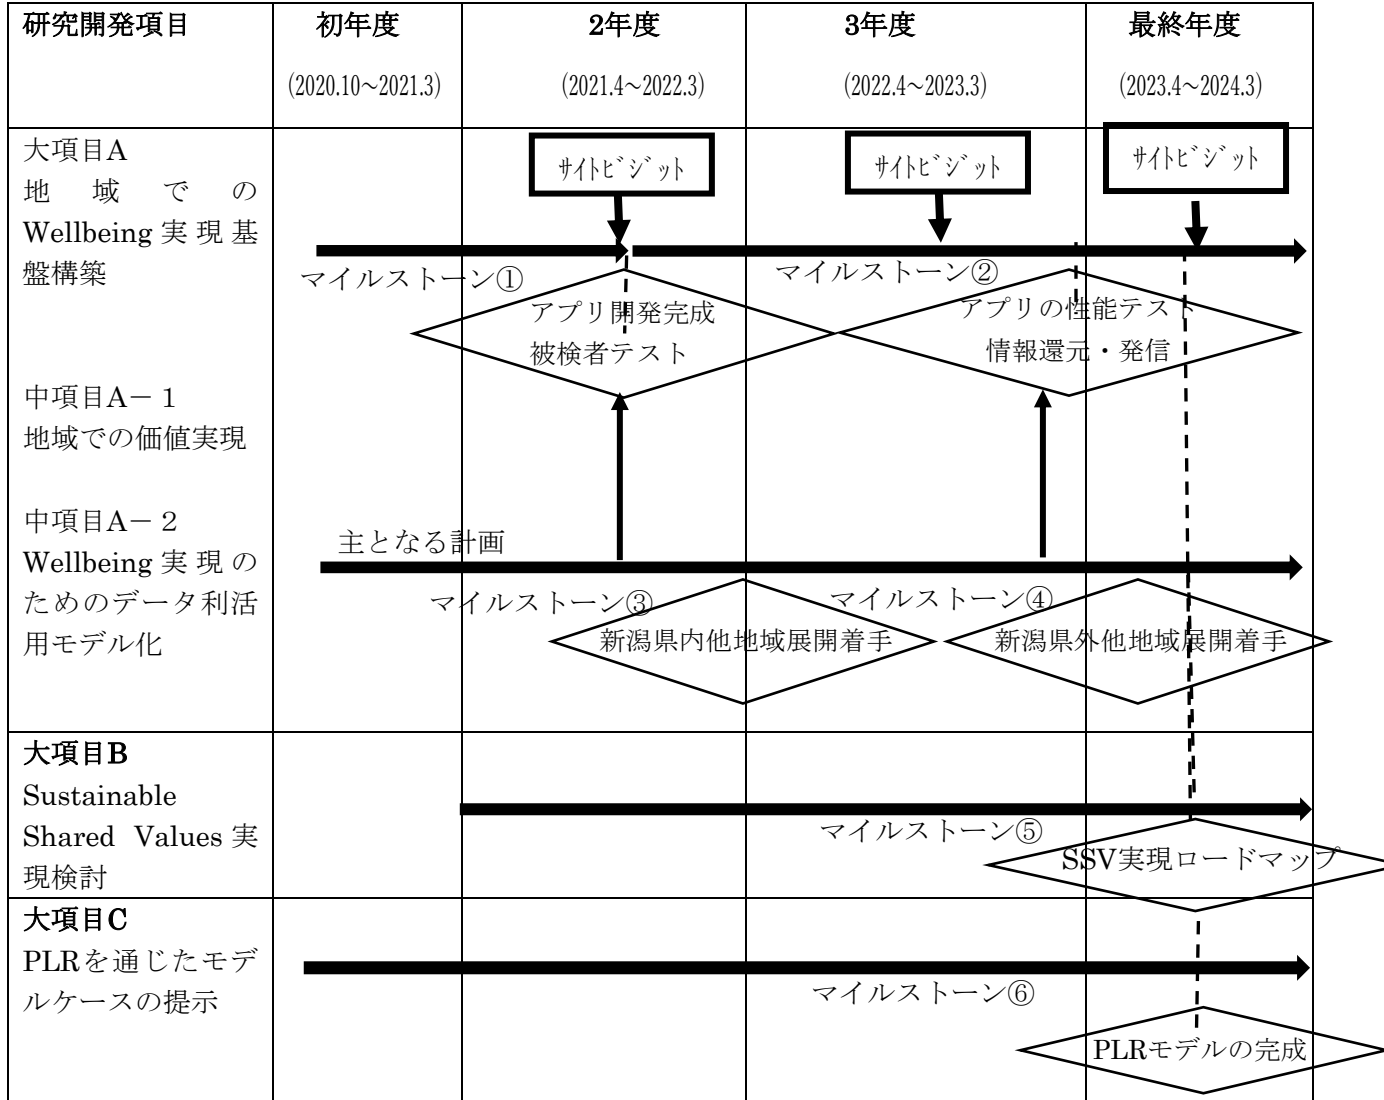 研究開発項目
初年度
2年度
3年度
最終年度
(2020.10~2021.3)
(2021.4~2022.3)
(2022.4~2023.3)
(2023.4~2024.3)
大項目A
地域での
Wellbeing実現基
盤構築
ｻｲﾄﾋﾞｼﾞｯﾄ
ｻｲﾄﾋﾞｼﾞｯﾄ
ｻｲﾄﾋﾞｼﾞｯﾄ
マイルストーン①
マイルストーン②
アプリ開発完成
被検者テスト
アプリの性能テスト
情報還元・発信
中項目A－１
地域での価値実現
中項目A－２
Wellbeing実現の
ためのデータ利活
用モデル化
主となる計画
マイルストーン③
マイルストーン④
新潟県内他地域展開着手
新潟県外他地域展開着手
大項目B
Sustainable
Shared Values実
現検討
マイルストーン⑤
SSV実現ロードマップ
大項目C
PLRを通じたモデ
ルケースの提示
マイルストーン⑥
PLRモデルの完成